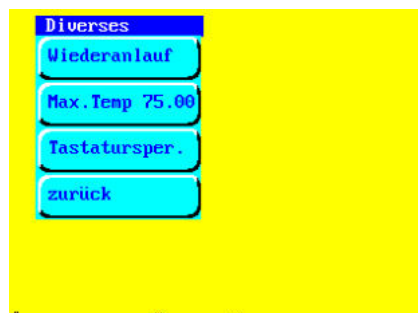 Diverses
Wiederanlauf
Max.Temp 75.00
Tastatursper.
zurück